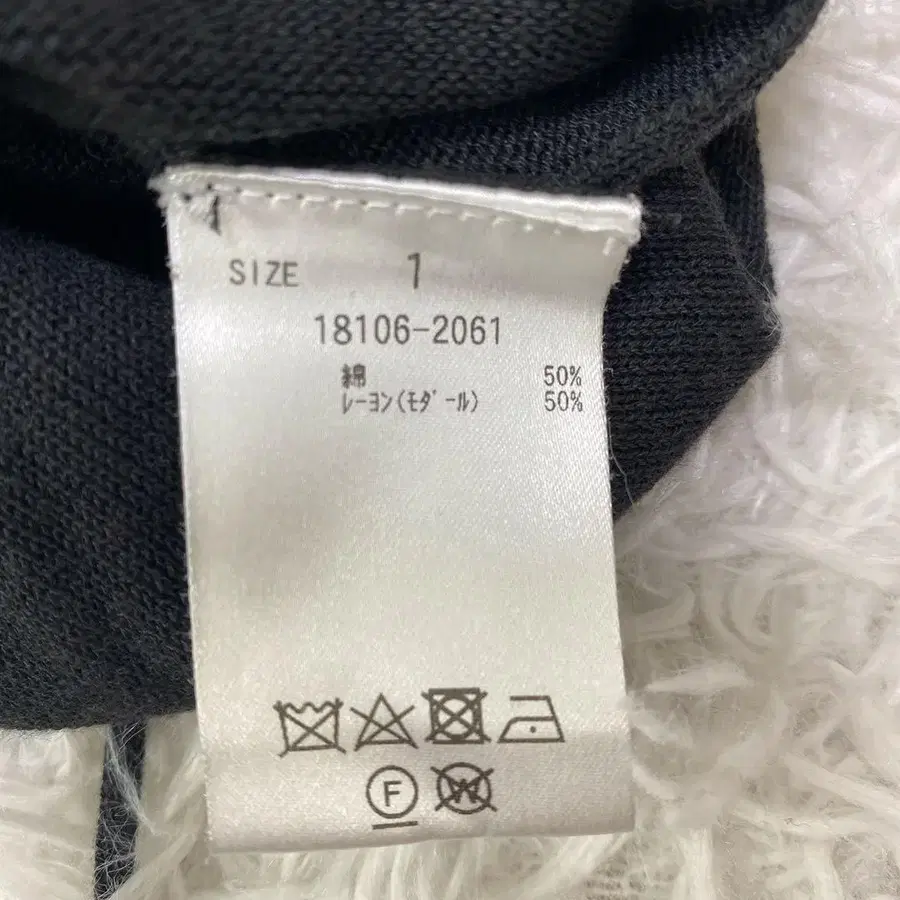 SIZE 1
18106-2061
綿 50%
ﾚｰﾖﾝ(ﾓﾀﾞｰﾙ) 50%
F W